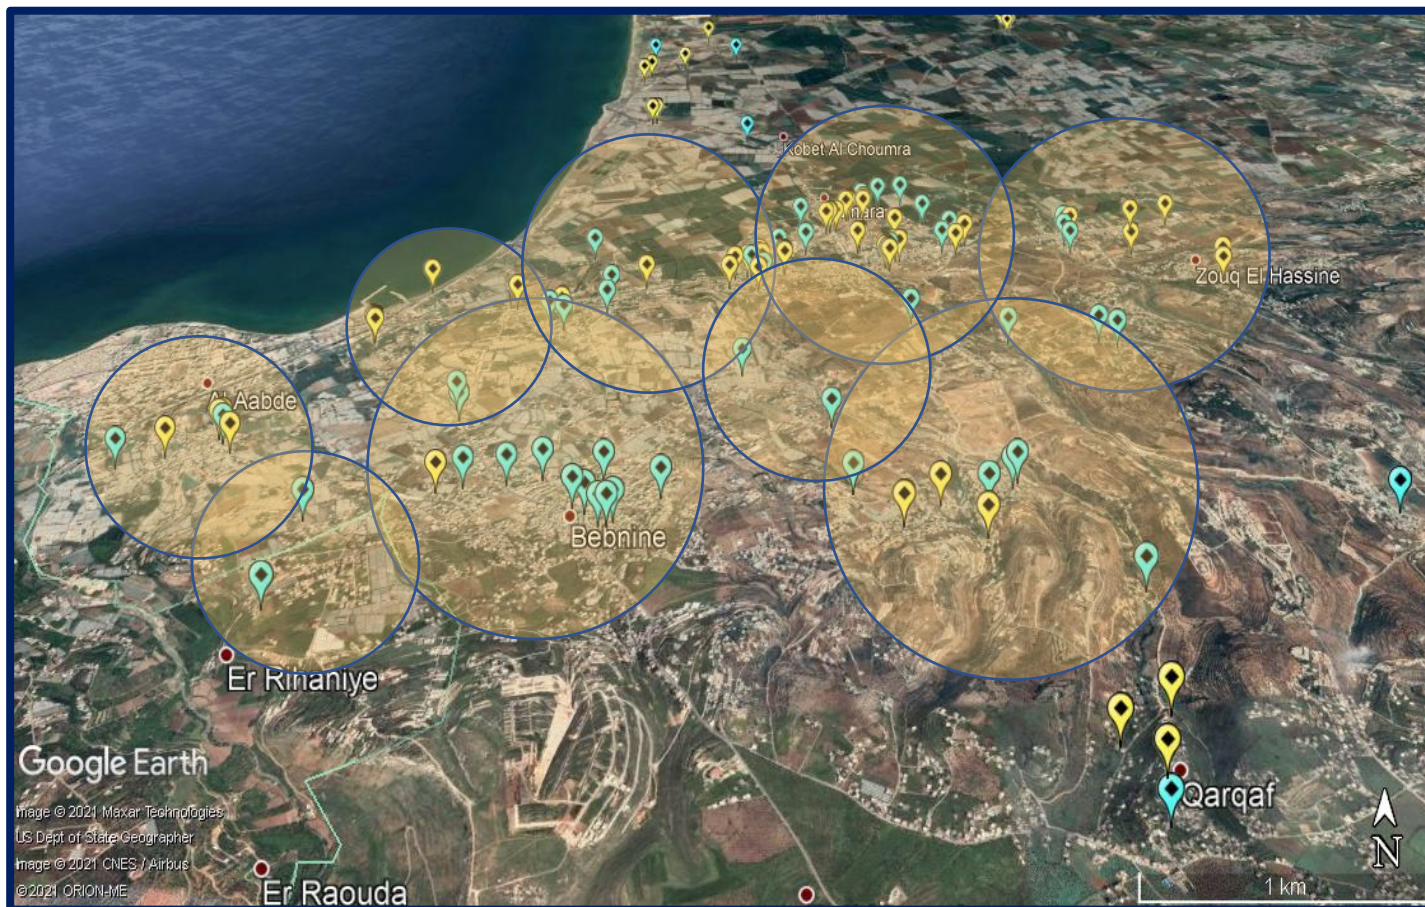 Kobet Al Choumra
Zouq El Hassine
Al Aabde
Bebnine
Er Rihaniye
Google Earth
Image © 2021 Maxar Technologies
US Dept of State Geographer
Image © 2021 CNES / Airbus
©2021 ORION-ME
Er Raouda
Qarqaf
N
1 km